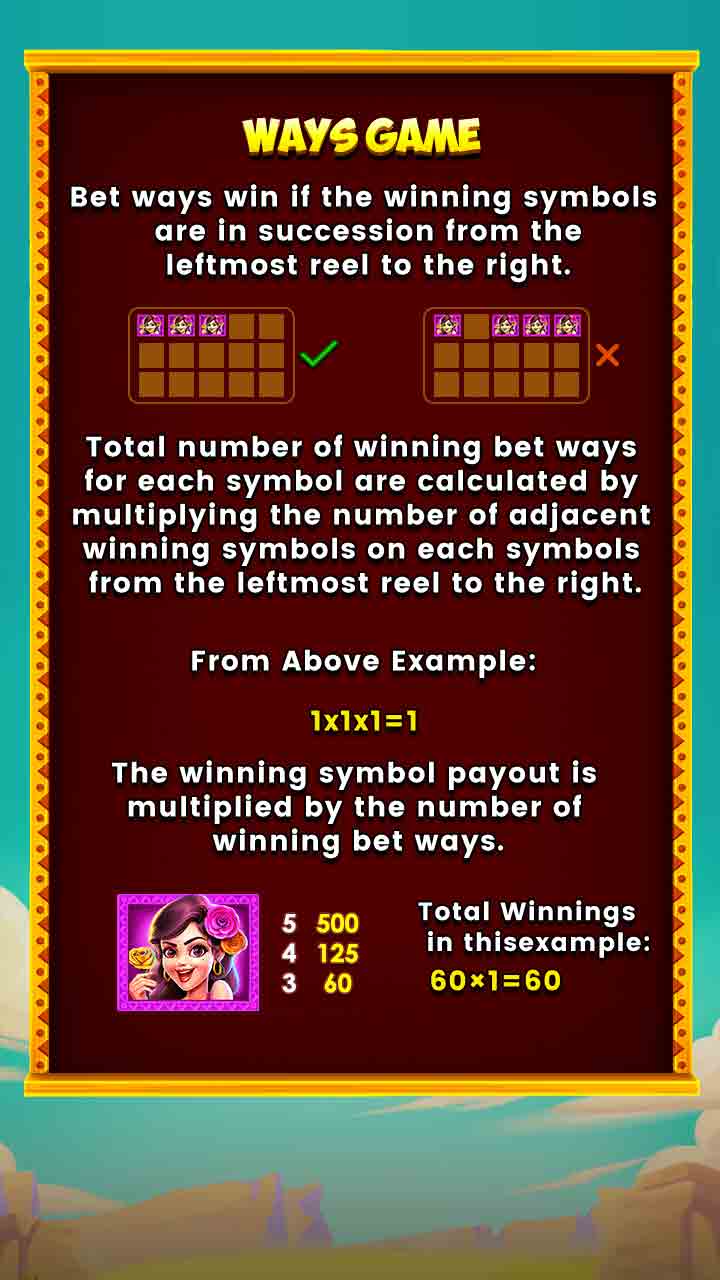 WAYS GAME
Bet ways win if the winning symbols
are in succession from the
leftmost reel to the right.
Total number of winning bet ways
for each symbol are calculated by
multiplying the number of adjacent
winning symbols on each symbols
from the leftmost reel to the right.
From Above Example:
1x1x1=1
The winning symbol payout is
multiplied by the number of
winning bet ways.
5 500
4 125
3 60
Total Winnings
in thisexample:
60×1=60